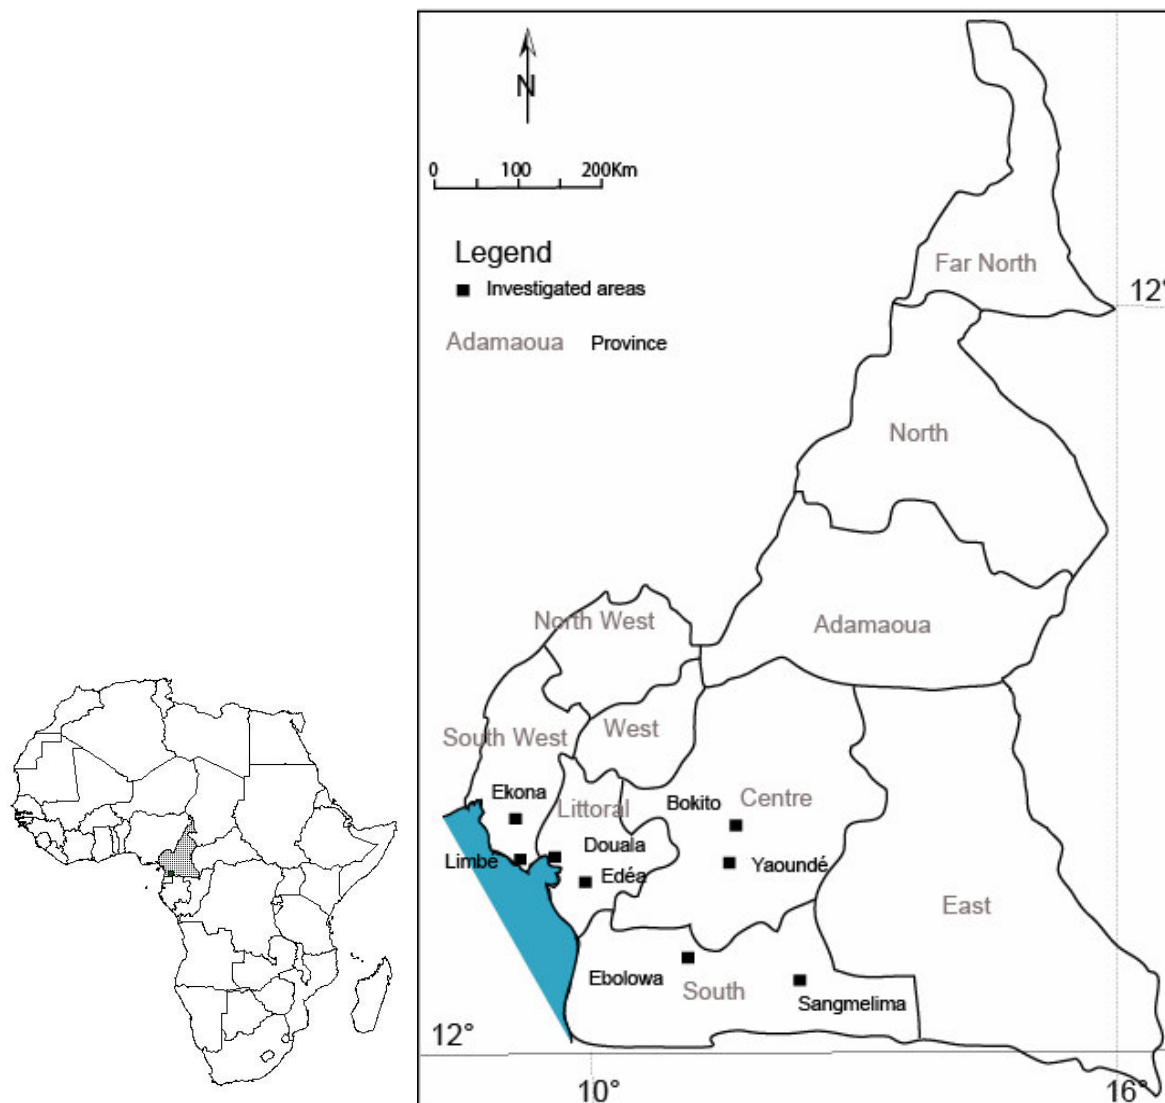 N
0 100 200Km
Legend
Investigated areas
Adamaoua Province
Far North
12°
North
North West
Adamaoua
South West
West
Ekona
Littoral
Bokito
Centre
Limbé
Douala
Yaoundé
Edéa
East
Ebolowa
South
Sangmelima
12°
10°
16°